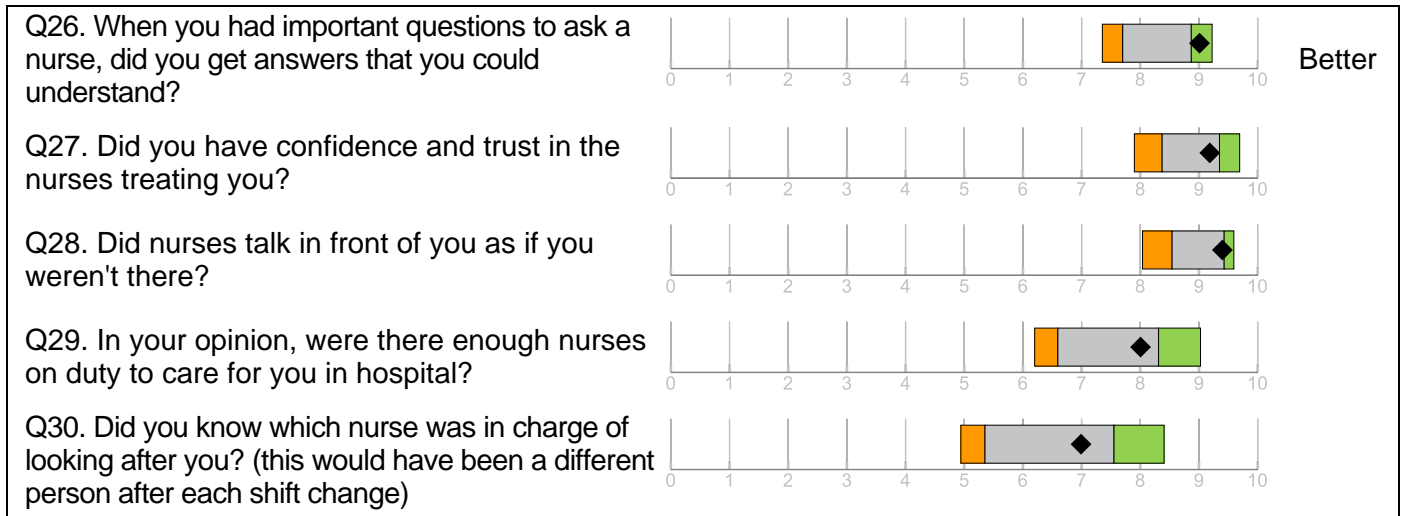 Q26. When you had important questions to ask a
nurse, did you get answers that you could
understand?
Better
0 1 2 3 4 5 6 7 8 9 10
Q27. Did you have confidence and trust in the
nurses treating you?
0 1 2 3 4 5 6 7 8 9 10
Q28. Did nurses talk in front of you as if you
weren't there?
0 1 2 3 4 5 6 7 8 9 10
Q29. In your opinion, were there enough nurses
on duty to care for you in hospital?
0 1 2 3 4 5 6 7 8 9 10
Q30. Did you know which nurse was in charge of
looking after you? (this would have been a different
person after each shift change)
0 1 2 3 4 5 6 7 8 9 10